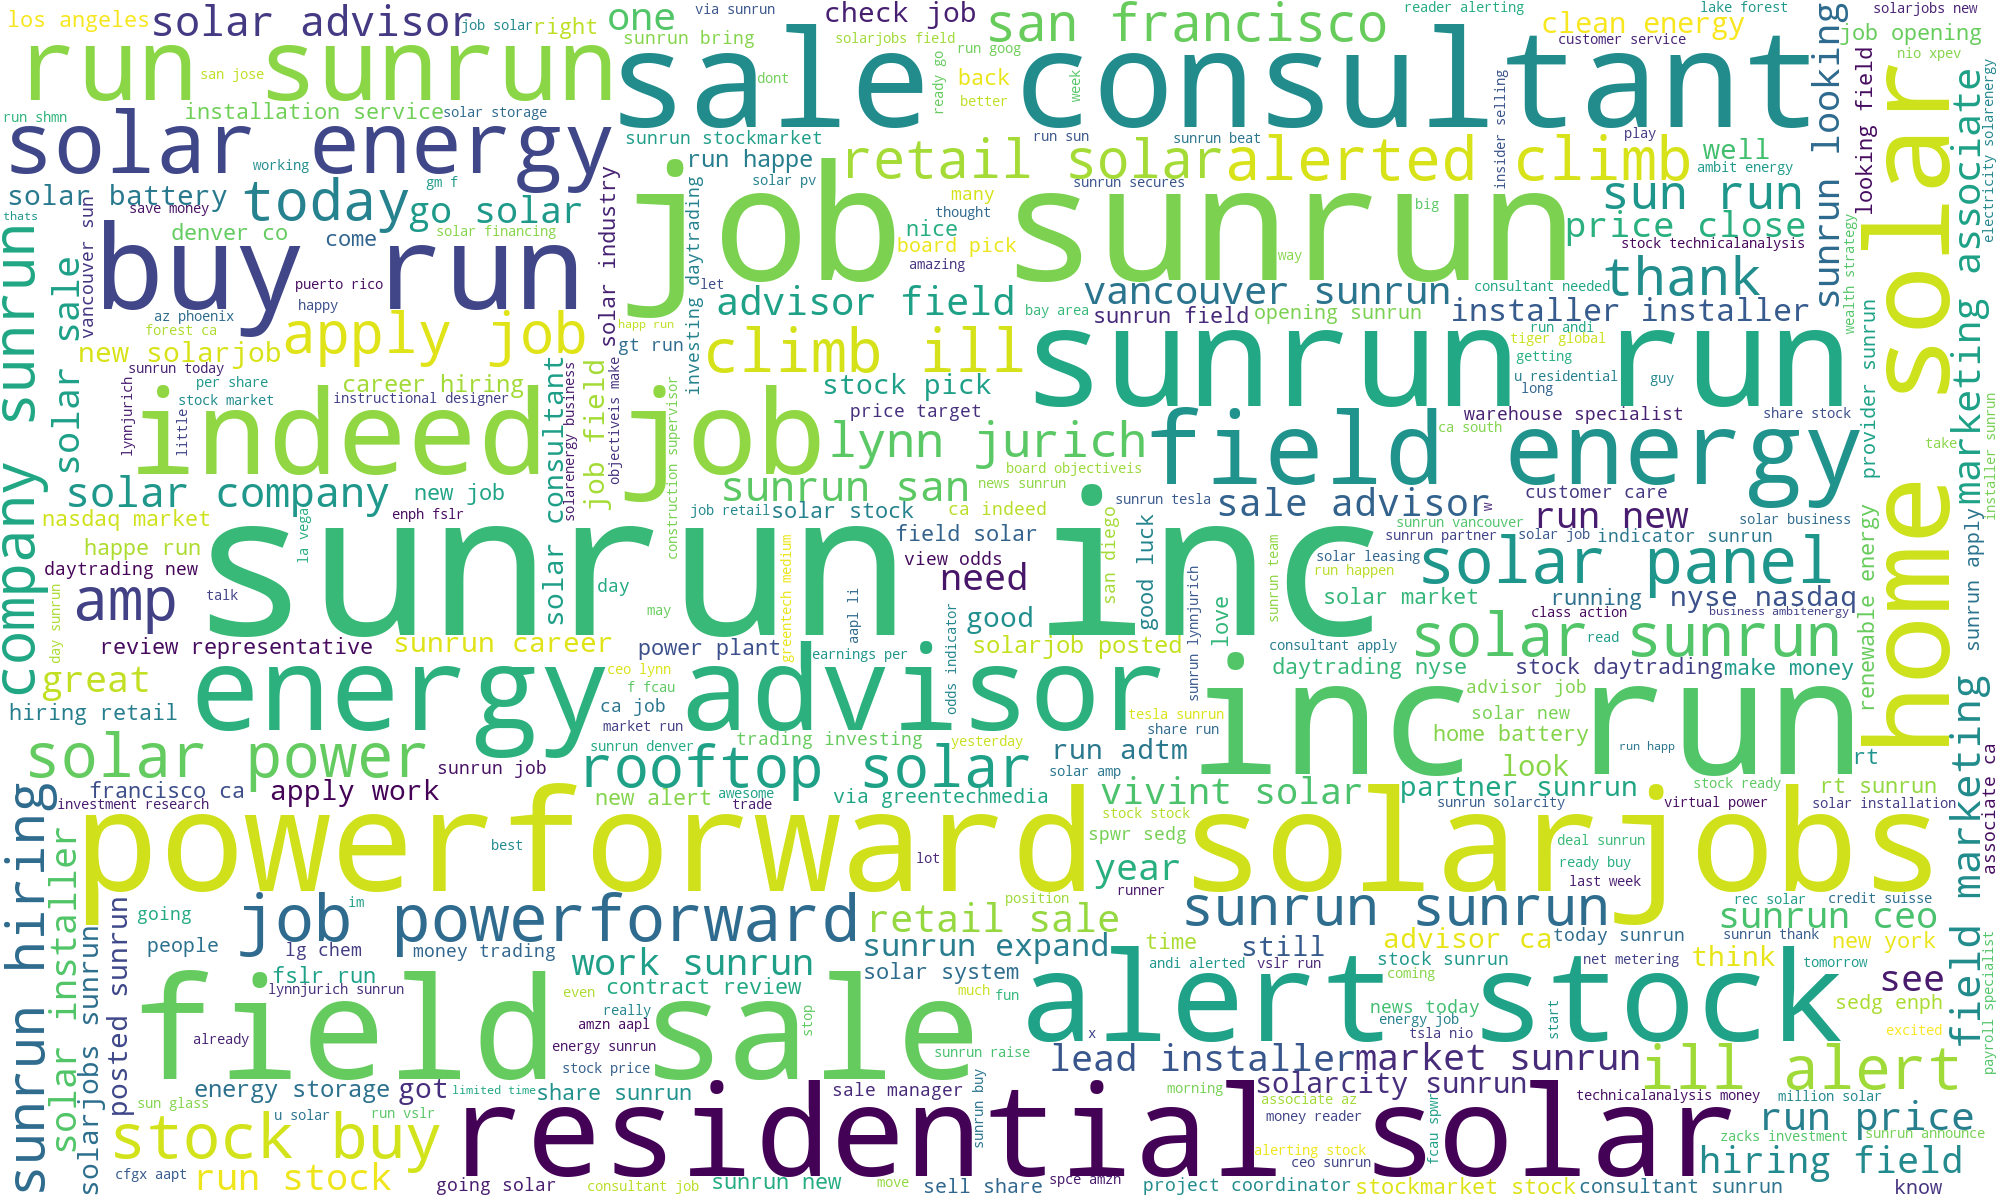 los angeles
solar advisor
job solar
right
one
via sunrun
check job
san francisco
reader alerting
clean energy
lake forest
solarjobs new
run sunrun
sale consultant
sunrun bring
solarjobs field
run goog
customer service
job opening
nio xpev
san jose
dont
back
better
ready go
week
insider selling
sunrun looking
looking field
marketing associate
electricity solarenergy
home solar
run shmn
installation service
solar storage
solar energy
sunrun stockmarket
run sun
sunrun beat
play
run happe
retail solar
alerted climb
well
ambit energy
working
solar pv
sunrun secures
solar battery
today
gm f
go solar
job sunrun
many
thought
big
sun run
save money
thats
denver co
come
solar financing
nice
board pick
amazing
way
price close
stock technicalanalysis
buy run
vancouver sun
solar industry
investing daytrading
puerto rico
happy
let
advisor field
bay area
vancouver sunrun
consultant needed
thank
wealth strategy
az phoenix
forest ca
apply job
happ run
gt run
climb ill
sunrun field
opening sunrun
installer installer
run andi
tiger global
getting
sunrun run
company sunrun
solar sale
new solarjob
sunrun today
per share
stock market
career hiring
instructional designer
lynnjurich
little
solar consultant
solarenergy business
job field
objectiveis make
construction supervisor
stock pick
price target
u residential
long
guy
warehouse specialist
share stock
provider sunrun
renewable energy
take
installer sunrun
indeed job
lynn jurich
field energy
ca south
board objectiveis
news sunrun
solar company
new job
sunrun san
sunrun tesla
sale advisor
w
customer care
run new
solar business
nasdaq market
enph fslr
la vegas
job retail
solar stock
ca indeed
field solar
san diego
good luck
sunrun vancouver
sunrun partner
solar job
indicator sunrun
sunrun apply
happe run
daytrading new
sunrun inc
view odds
need
sunrun team
solar leasing
run happen
solar panel
amp
talk
day
may
greentech medium
aapl li
odds indicator
good
love
sunrun lynnjurich
solar market
running
nyse nasdaq
class action
business ambitenergy
day sunrun
review representative
sunrun career
power plant
earnings per
solarjob posted
consultant apply
solar sunrun
read
great
ceo lynn
f fcau
daytrading nyse
stock daytrading
make money
hiring retail
energy advisor
ca job
market run
tesla sunrun
share run
inc run
advisor job
solar new
home battery
run happ
solar power
sunrun job
sunrun denver
trading investing
yesterday
rooftop solar
run adtm
solar amp
look
rt
stock ready
sunrun hiring
francisco ca
investment research
apply work
new alert
awesome
trade
via greentechmedia
vivint solar
partner sunrun
sunrun solarcity
virtual power
rt sunrun
solar installation
associate ca
field marketing
solar installer
powerforward solarjobs
stock stock
spwr sedg
best
lot
year
runner
deal sunrun
ready buy
last week
solarjobs sunrun
posted sunrun
going
people
job powerforward
im
position
retail sale
sunrun sunrun
rec solar
credit suisse
sunrun ceo
lg chem
money trading
sunrun expand
time
still
advisor ca
today sunrun
sunrun thank
new york
think
fslr run
work sunrun
solar system
andi alerted
vslr run
stock sunrun
net metering
tomorrow
see
payroll specialist
lynnjurich sunrun
contract review
coming
even
really
stop
much
fun
news today
energy job
start
sedg enph
field sale
already
amzn aapl
energy sunrun
alert stock
x
tsla nio
excited
sunrun raise
stock price
lead installer
market sunrun
ill alert
energy storage
got
limited time
share sunrun
sale manager
sunrun buy
morning
solarcity sunrun
technicalanalysis money
million solar
sun glass
u solar
run vslr
residential solar
associate az
money reader
fcau spwr
run price
stock buy
zacks investment
sunrun announce
alerting stock
ceo sunrun
hiring field
cfgx aapt
run stock
going solar
consultant job
sunrun new
move
sell share
spce amzn
project coordinator
stockmarket stock
consultant sunrun
know